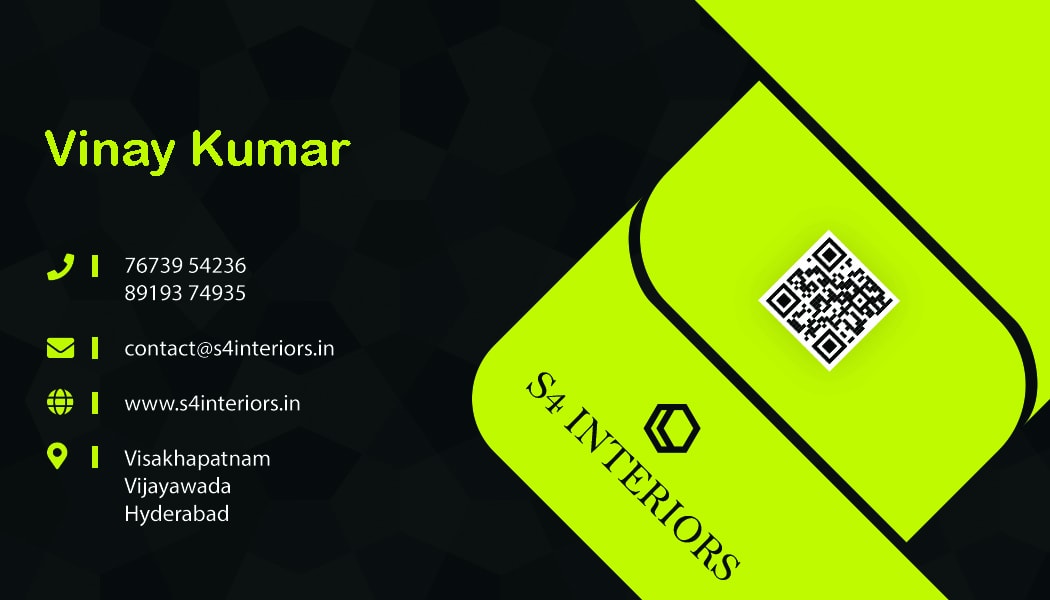 Vinay Kumar
76739 54236
89193 74935
contact@s4interiors.in
www.s4interiors.in
Visakhapatnam
Vijayawada
Hyderabad
S4 INTERIORS